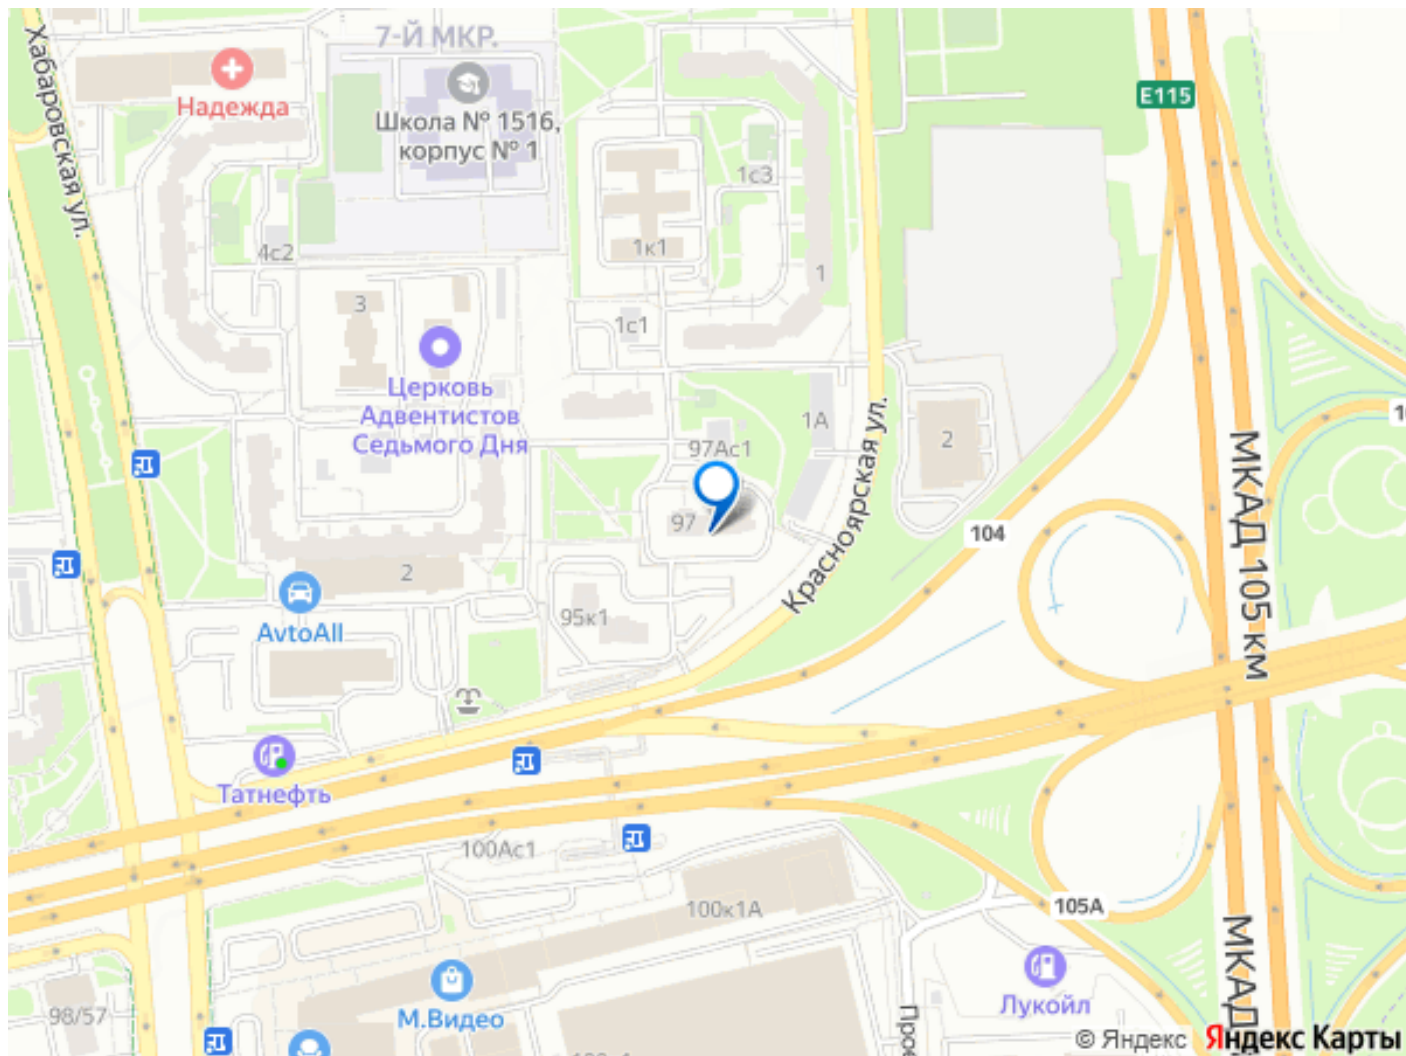 Хабаровская ул.
7-Й МКР.
Надежда
Школа № 1516,
корпус № 1
E115
1с3
4с2
1к1
1
3
1с1
Церковь
Адвентистов
Седьмого Дня
1А
2
97Ас1
Красноярская ул.
МКАД 105 км
97
104
2
95к1
AvtoAll
Татнефть
100Ас1
100к1А
105А
МКАД
98/57
М.Видео
Лукойл
© Яндекс Яндекс Карты